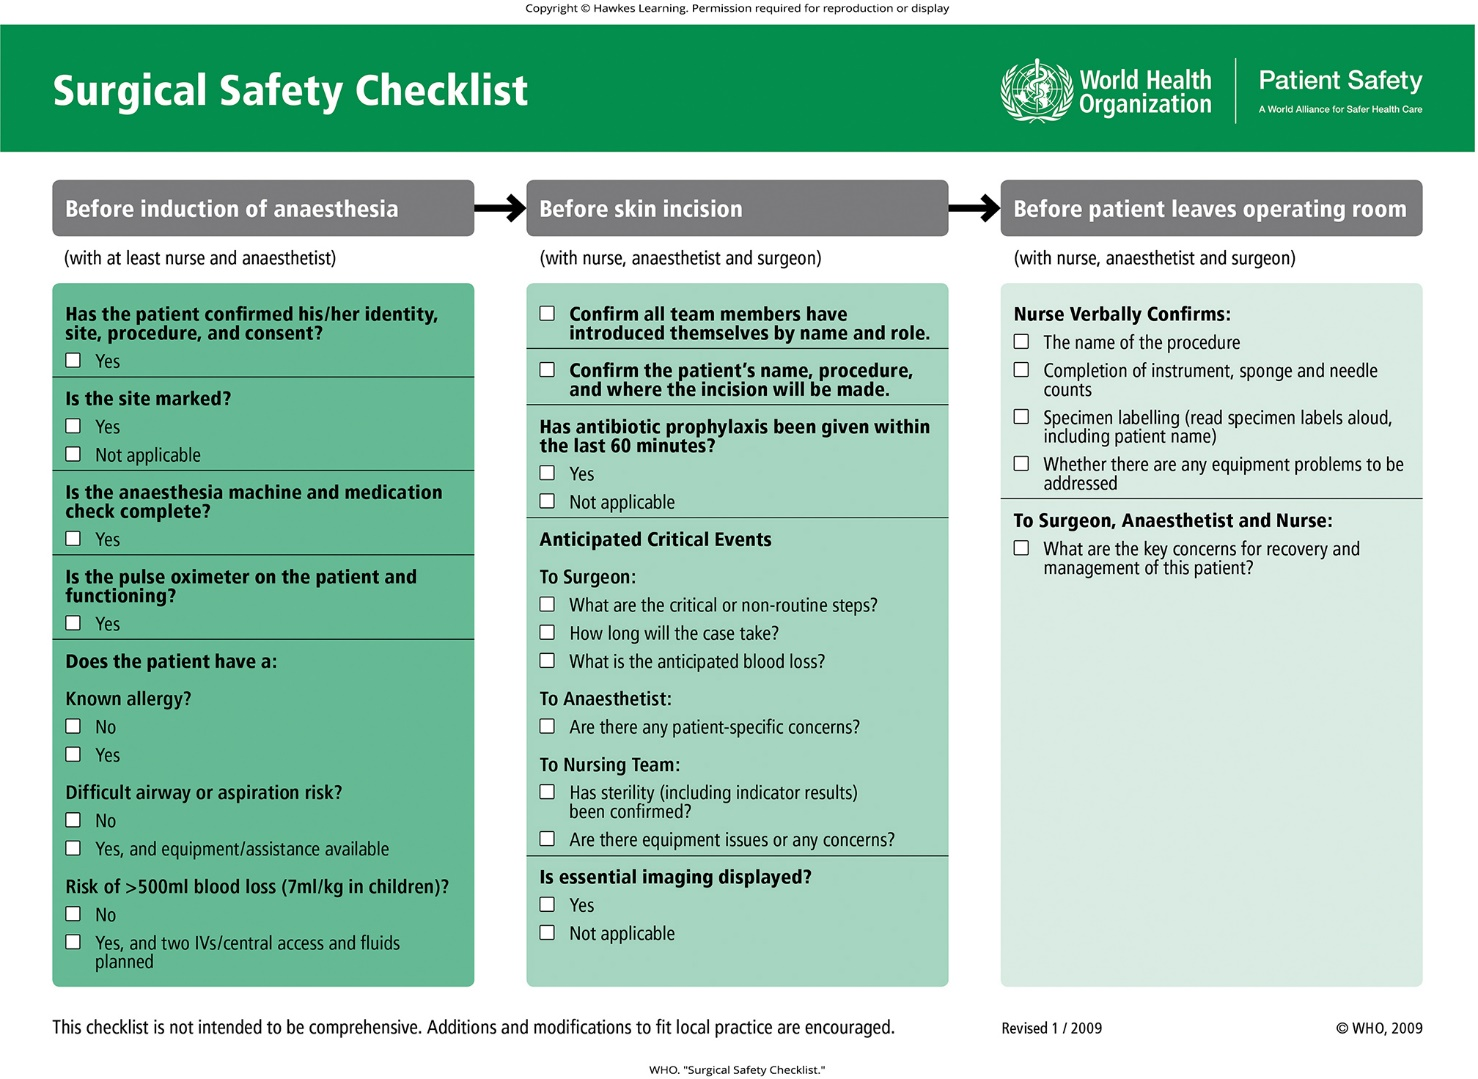 Copyright © Hawkes Learning. Permission required for reproduction or display
Surgical Safety Checklist
World Health
Organization
Patient Safety
A World Alliance for Safer Health Care
Before induction of anaesthesia
(with at least nurse and anaesthetist)
Has the patient confirmed his/her identity,
site, procedure, and consent?
Yes
Is the site marked?
Yes
Not applicable
Is the anaesthesia machine and medication
check complete?
Yes
Is the pulse oximeter on the patient and
functioning?
Yes
Does the patient have a:
Known allergy?
No
Yes
Difficult airway or aspiration risk?
No
Yes, and equipment/assistance available
Risk of >500ml blood loss (7ml/kg in children)?
No
Yes, and two IVs/central access and fluids
planned
Before skin incision
(with nurse, anaesthetist and surgeon)
Confirm all team members have
introduced themselves by name and role.
Confirm the patient's name, procedure,
and where the incision will be made.
Has antibiotic prophylaxis been given within
the last 60 minutes?
Yes
Not applicable
Anticipated Critical Events
To Surgeon:
What are the critical or non-routine steps?
How long will the case take?
What is the anticipated blood loss?
To Anaesthetist:
Are there any patient-specific concerns?
To Nursing Team:
Has sterility (including indicator results)
been confirmed?
Are there equipment issues or any concerns?
Is essential imaging displayed?
Yes
Not applicable
Before patient leaves operating room
(with nurse, anaesthetist and surgeon)
Nurse Verbally Confirms:
The name of the procedure
Completion of instrument, sponge and needle
counts
Specimen labelling (read specimen labels aloud,
including patient name)
Whether there are any equipment problems to be
addressed
To Surgeon, Anaesthetist and Nurse:
What are the key concerns for recovery and
management of this patient?
This checklist is not intended to be comprehensive. Additions and modifications to fit local practice are encouraged.
Revised 1 / 2009
© WHO, 2009
WHO. "Surgical Safety Checklist."